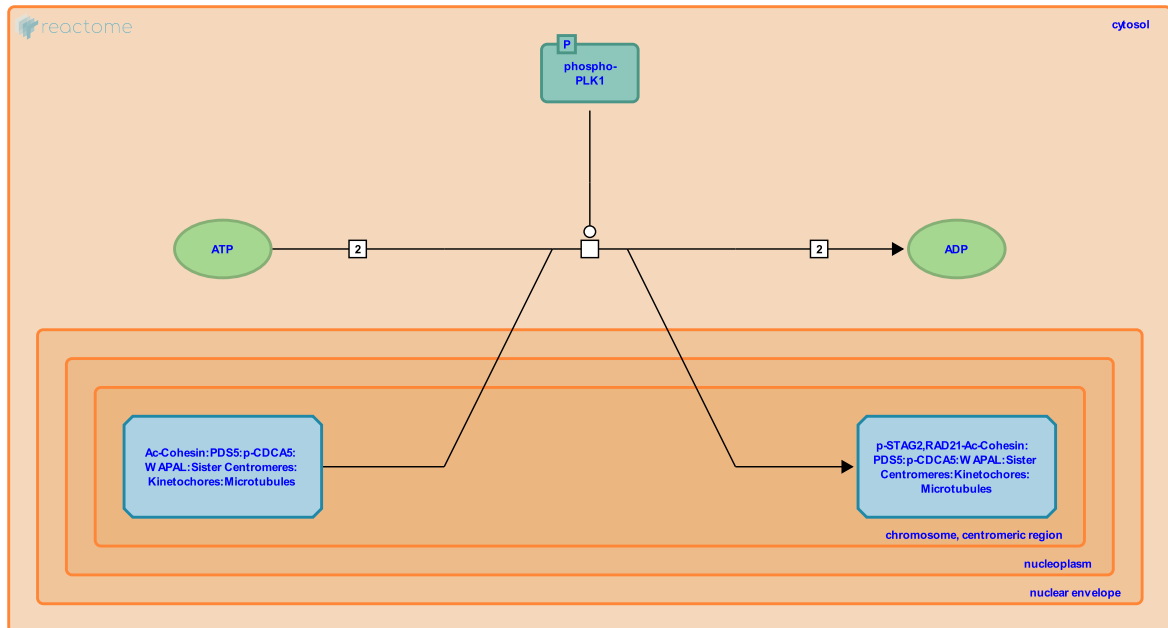 reactome
cytosol
P
phospho-
PLK1
ATP
2
2
ADP
Ac-Cohesin:PDS5:p-CDCA5:
WAPAL:Sister Centromeres:
Kinetochores:Microtubules
p-STAG2,RAD21-Ac-Cohesin:
PDS5:p-CDCA5:WAPAL:Sister
Centromeres:Kinetochores:
Microtubules
chromosome, centromeric region
nucleoplasm
nuclear envelope